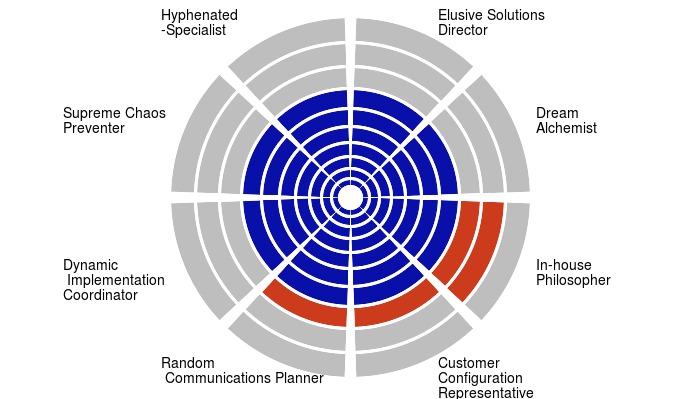 Hyphenated
-Specialist
Elusive Solutions
Director
Supreme Chaos
Preventer
Dream
Alchemist
Dynamic
Implementation
Coordinator
In-house
Philosopher
Random
Communications Planner
Customer
Configuration
Representative